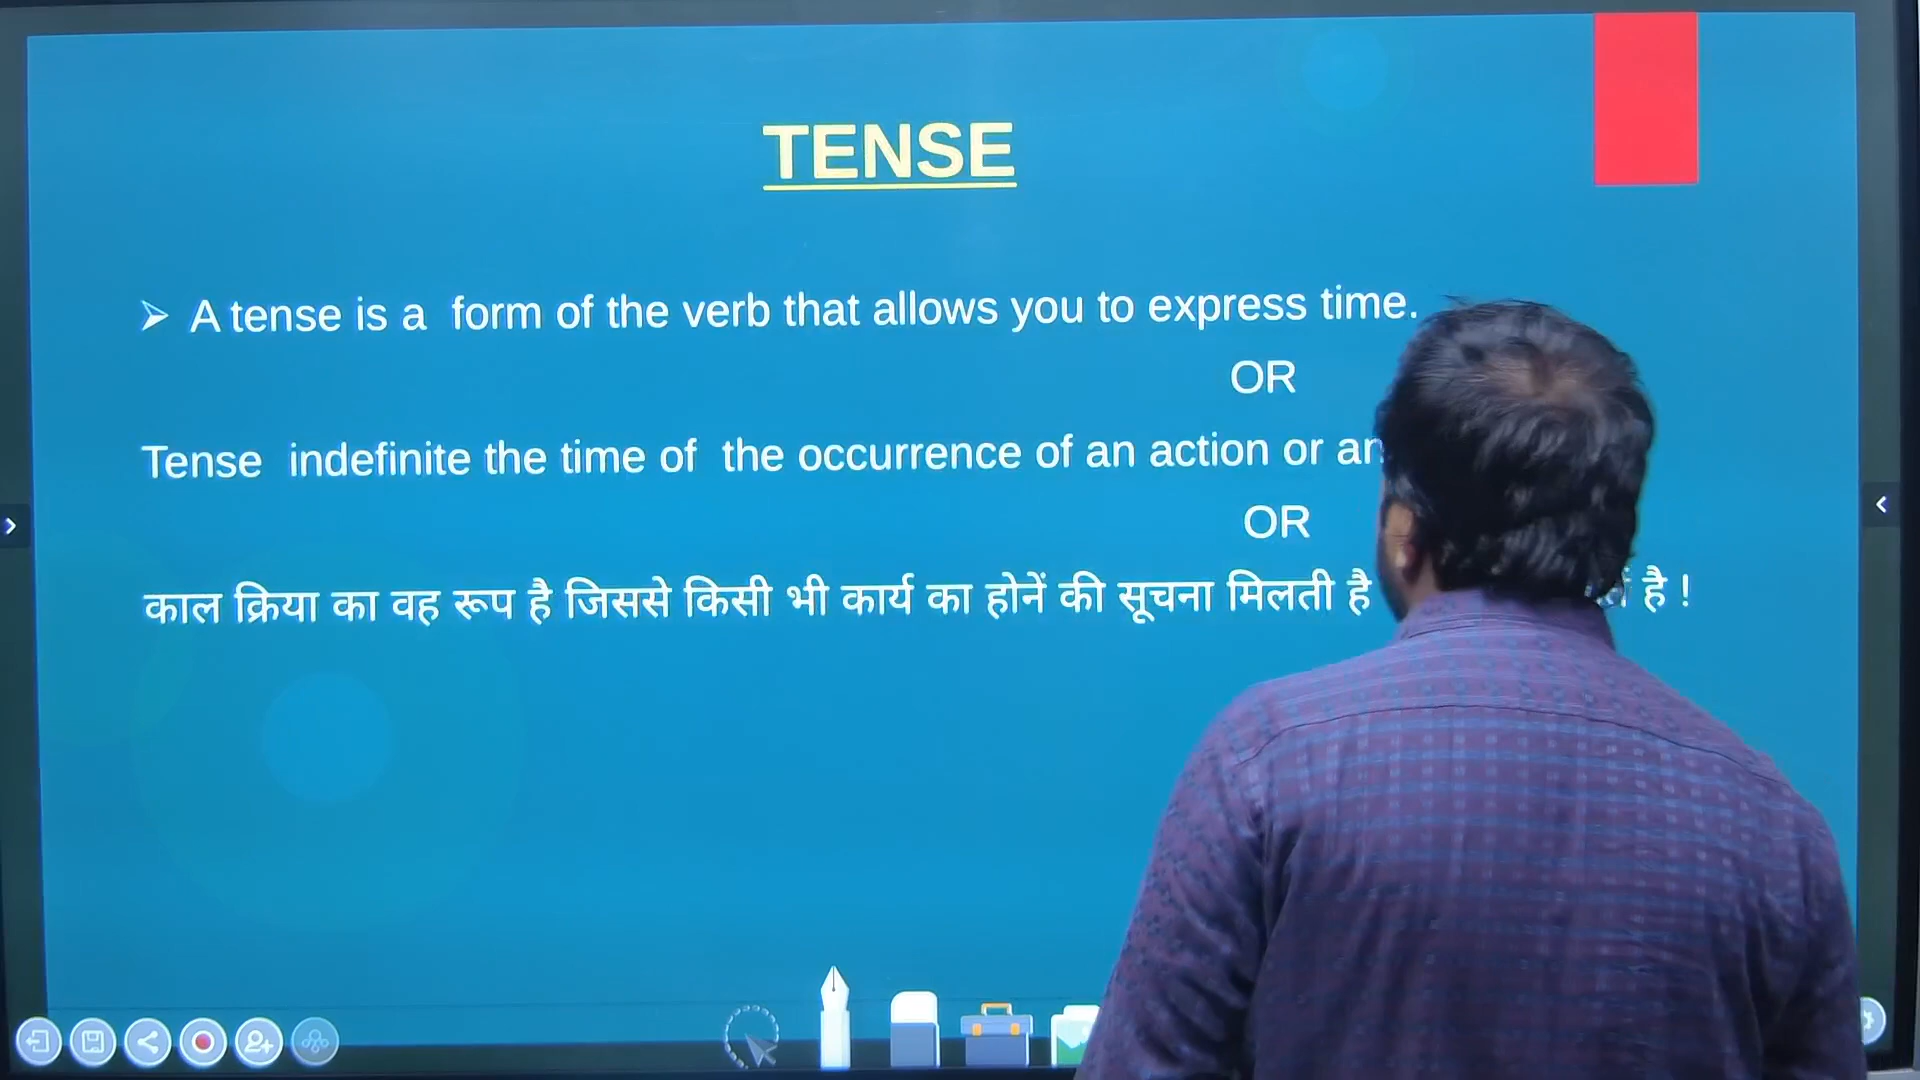 TENSE
A tense is a form of the verb that allows you to express time.
OR
Tense indefinite the time of the occurrence of an action or
OR
काल क्रिया का वह रूप है जिससे किसी भी कार्य का होनें की सूचना मिलती है है !